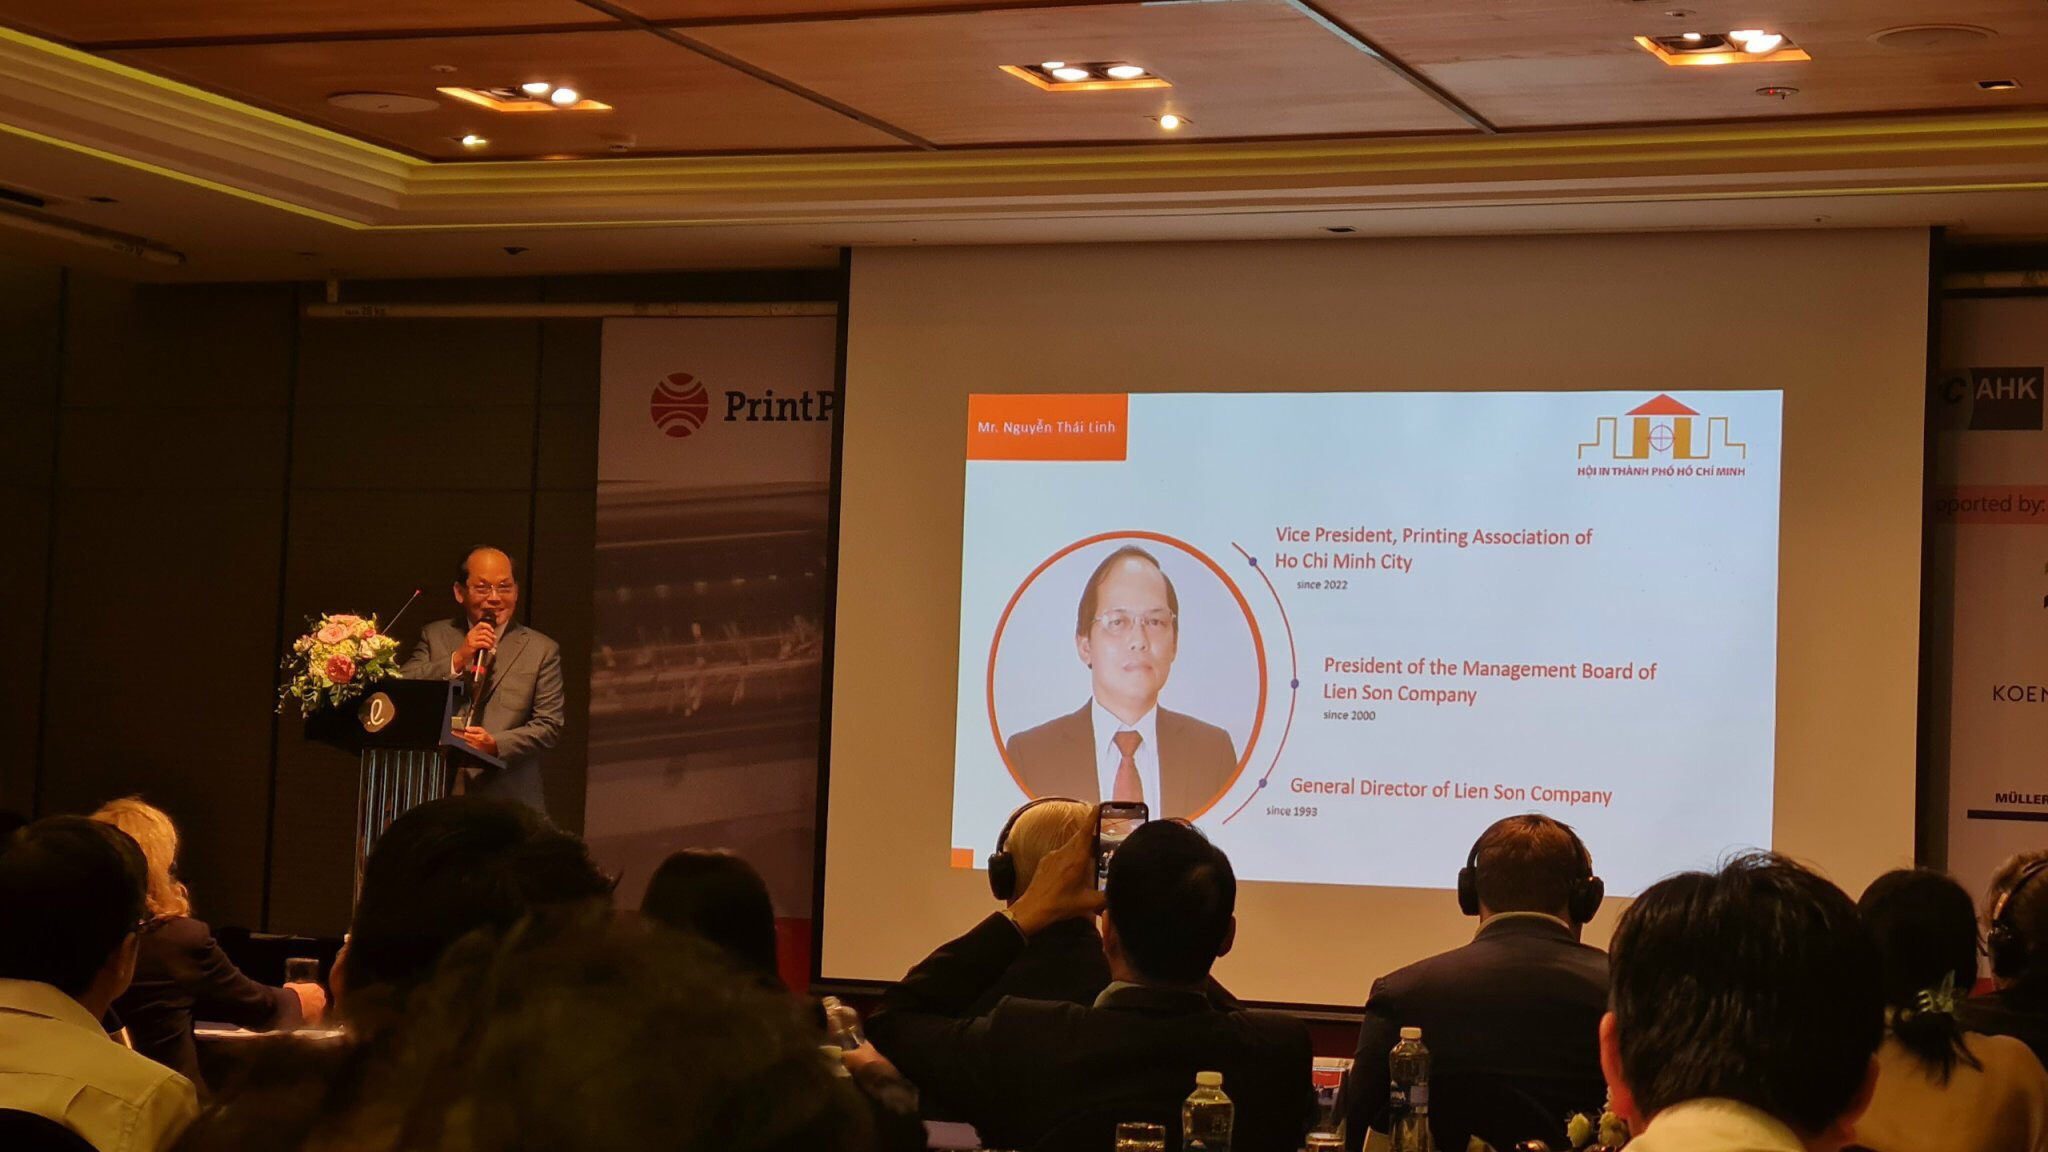 PrintP
Mr. Nguyễn Thái Linh
HỘI IN THÀNH PHỐ HỒ CHÍ MINH
Vice President, Printing Association of
Ho Chi Minh City
since 2022
President of the Management Board of
Lien Son Company
since 2000
General Director of Lien Son Company
since 1993
AHK
pported by:
KOEN
MÜLLER
e